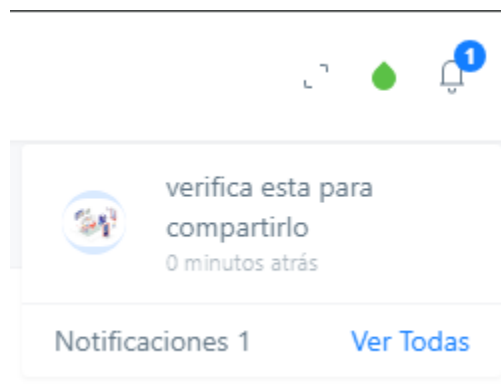 1
verifica esta para
compartirlo
0 minutos atrás
Notificaciones 1 Ver Todas